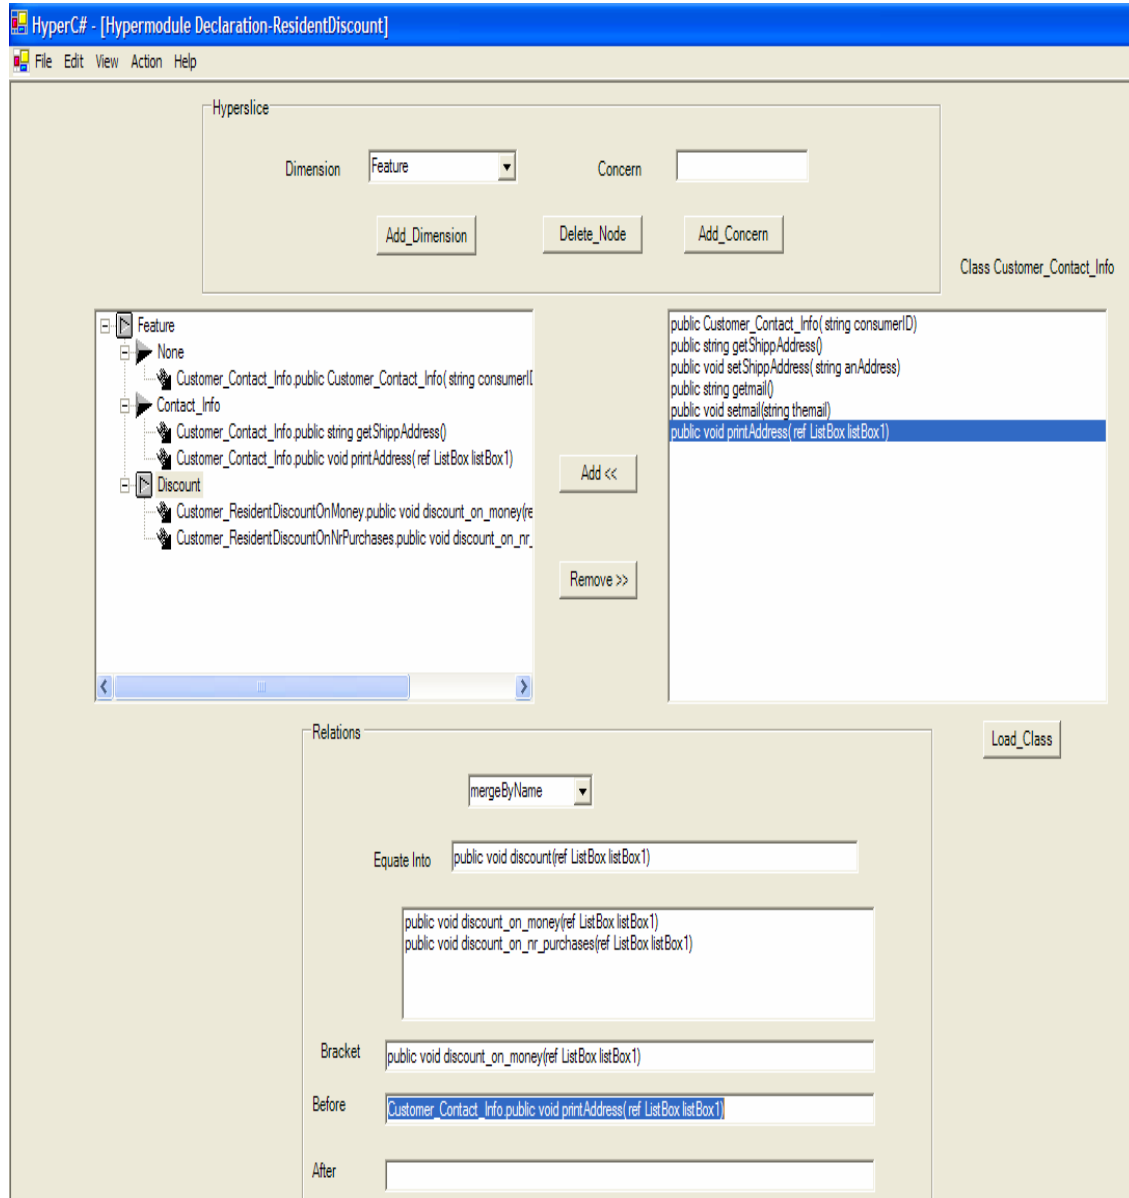 HyperC# - [Hypermodule Declaration-ResidentDiscount]
File Edit View Action Help
Hyperslice
Dimension Feature Concern
Add_Dimension Delete_Node Add_Concern
Class Customer_Contact_Info
Feature
None
Customer_Contact_Info.public Customer_Contact_Info( string consumerID
Contact_Info
Customer_Contact_Info.public string getShippAddress()
Customer_Contact_Info.public void printAddress( ref ListBox listBox1)
Discount
Customer_ResidentDiscountOnMoney.public void discount_on_money(re
Customer_ResidentDiscountOnNrPurchases.public void discount_on_nr_
Add <<
Remove >>
public Customer_Contact_Info( string consumerID)
public string getShippAddress()
public void setShippAddress( string anAddress)
public string getmail()
public void setmail(string themail)
public void printAddress( ref ListBox listBox1)
Load_Class
Relations
mergeByName
Equate Into public void discount(ref ListBox listBox1)
public void discount_on_money(ref ListBox listBox1)
public void discount_on_nr_purchases(ref ListBox listBox1)
Bracket public void discount_on_money(ref ListBox listBox1)
Before Customer_Contact_Info.public void printAddress( ref ListBox listBox1)
After